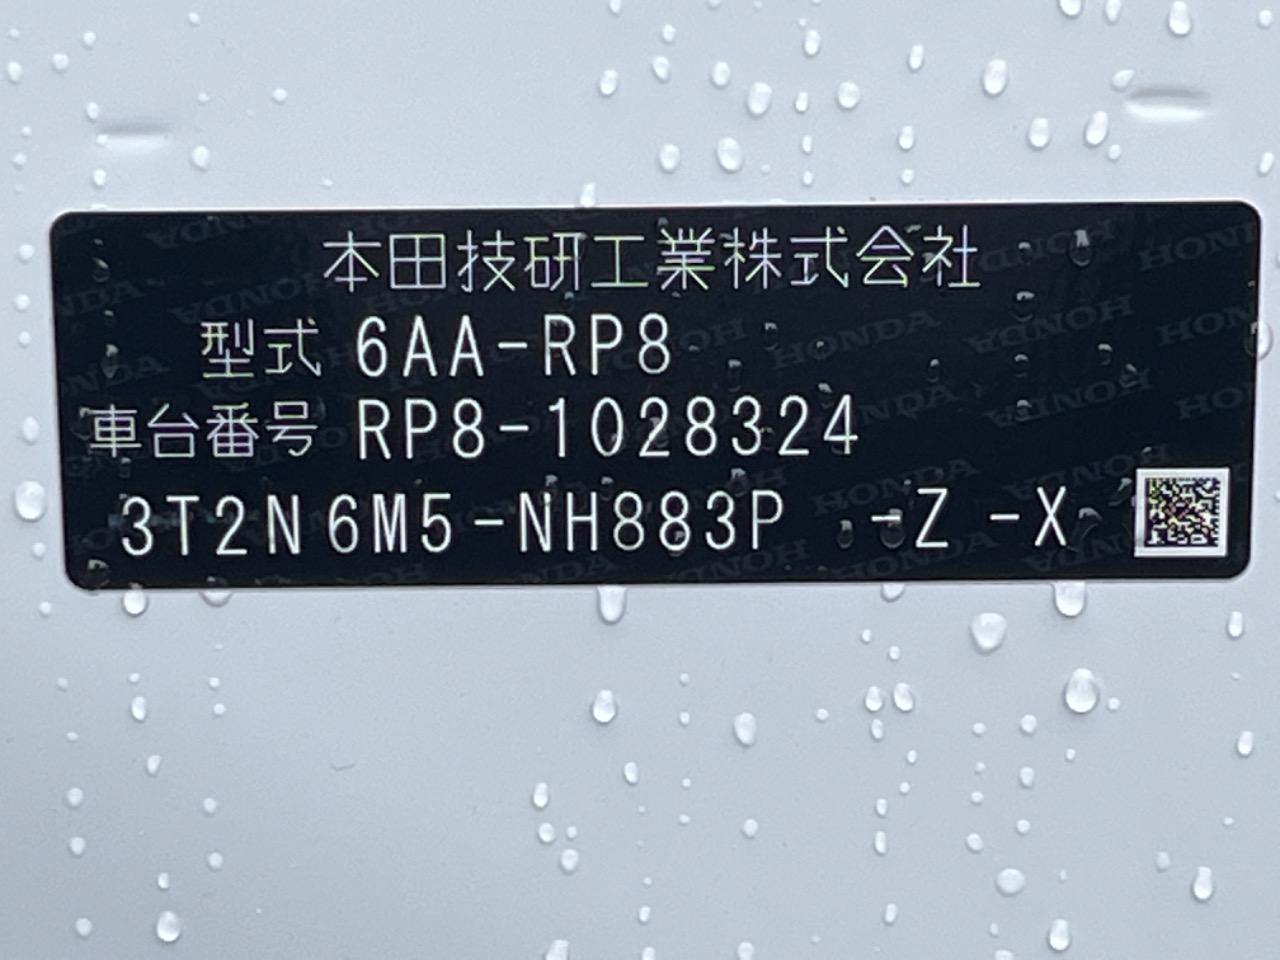 本田技研工業株式会社
型式 6AA-RP8
車台番号 RP8-1028324
3T2N6M5-NH883P -Z -X